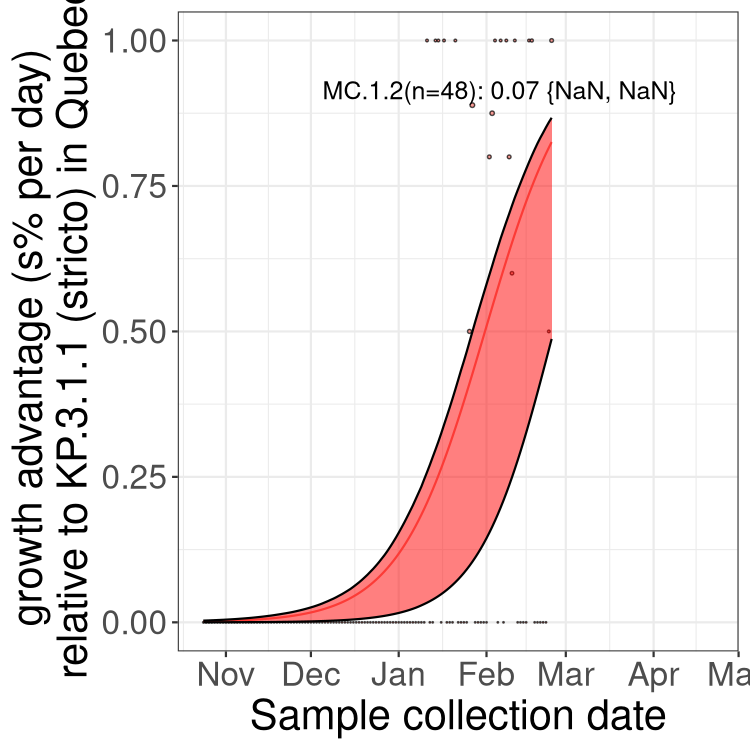 growth advantage (s% per day)
relative to KP.3.1.1 (stricto) in Quebec
1.00
0.75
0.50
0.25
0.00
MC.1.2(n=48): 0.07 {NaN, NaN}
Nov Dec Jan Feb Mar Apr Ma
Sample collection date